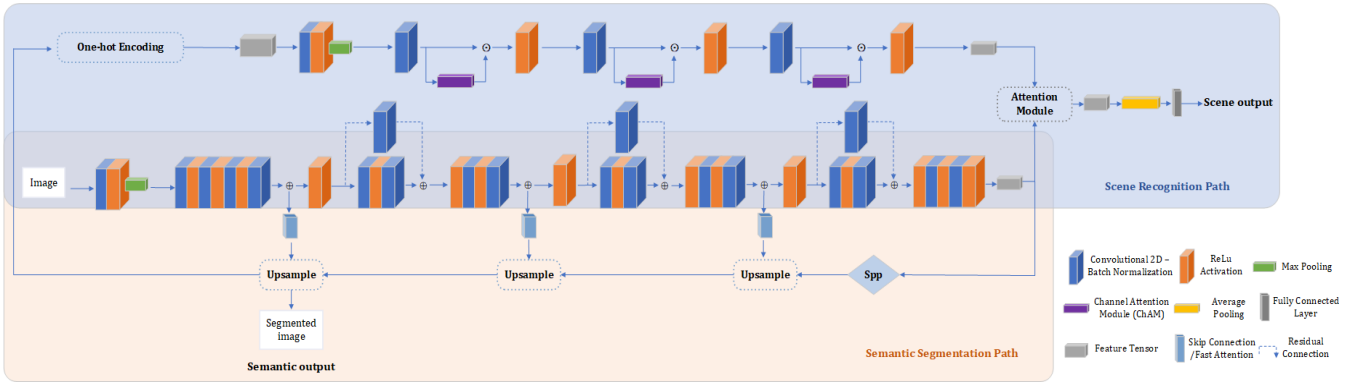 One-hot Encoding
Attention
Module
Scene output
Image
Scene Recognition Path
Upsample
Upsample
Upsample
Spp
Segmented
image
Semantic output
Semantic Segmentation Path
Convolutional 2D –
Batch Normalization
ReLu
Activation
Max Pooling
Channel Attention
Module (ChAM)
Average
Pooling
Fully Connected
Layer
Feature Tensor
Skip Connection
/Fast Attention
Residual
Connection